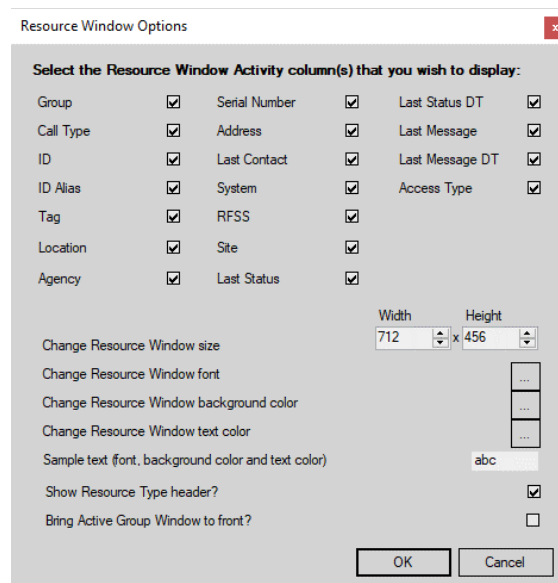 Resource Window Options
x
Select the Resource Window Activity column(s) that you wish to display:
Group Serial Number Last Status DT
Call Type Address Last Message
ID Last Contact Last Message DT
ID Alias System Access Type
Tag RFSS
Location Site
Agency Last Status
Width Height
Change Resource Window size 712 x 456
Change Resource Window font ...
Change Resource Window background color ...
Change Resource Window text color ...
Sample text (font, background color and text color) abc
Show Resource Type header?
Bring Active Group Window to front?
OK Cancel